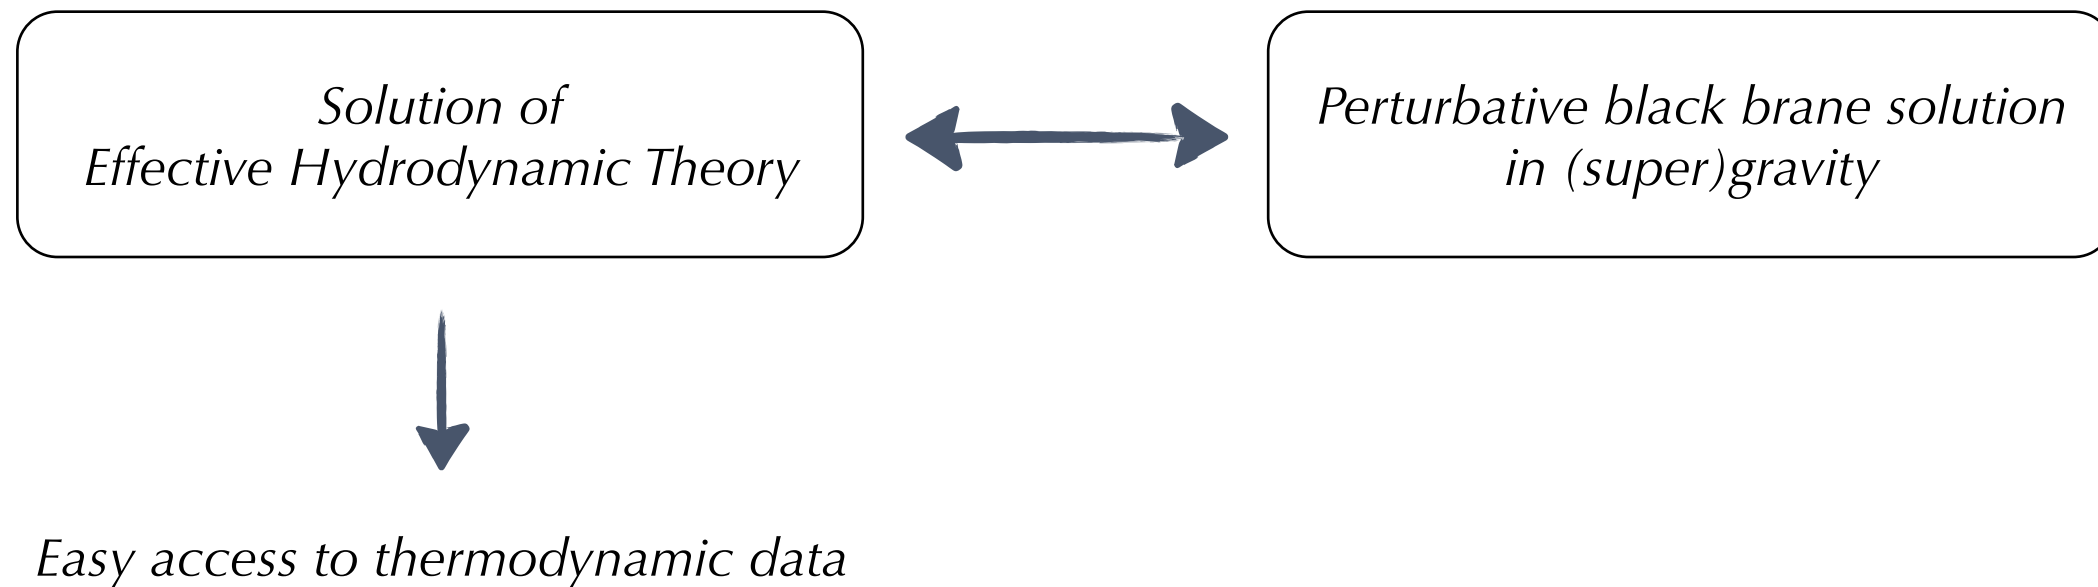 Solution of
Effective Hydrodynamic Theory
Perturbative black brane solution
in (super)gravity
Easy access to thermodynamic data